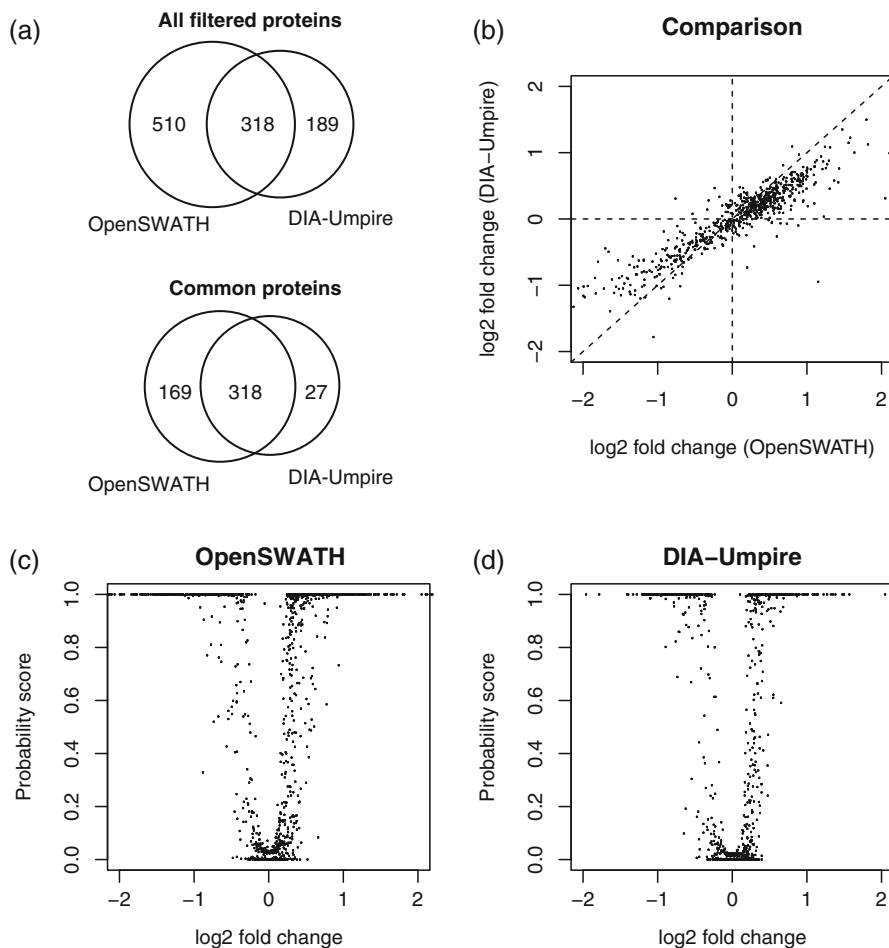 (a)
All filtered proteins
510
318
189
OpenSWATH
DIA-Umpire
Common proteins
169
318
27
OpenSWATH
DIA-Umpire
(b)
Comparison
log2 fold change (DIA−Umpire)
2
1
0
−1
−2
−2
−1
0
1
2
log2 fold change (OpenSWATH)
(c)
OpenSWATH
Probability score
1.0
0.8
0.6
0.4
0.2
0.0
−2
−1
0
1
2
log2 fold change
(d)
DIA−Umpire
Probability score
1.0
0.8
0.6
0.4
0.2
0.0
−2
−1
0
1
2
log2 fold change